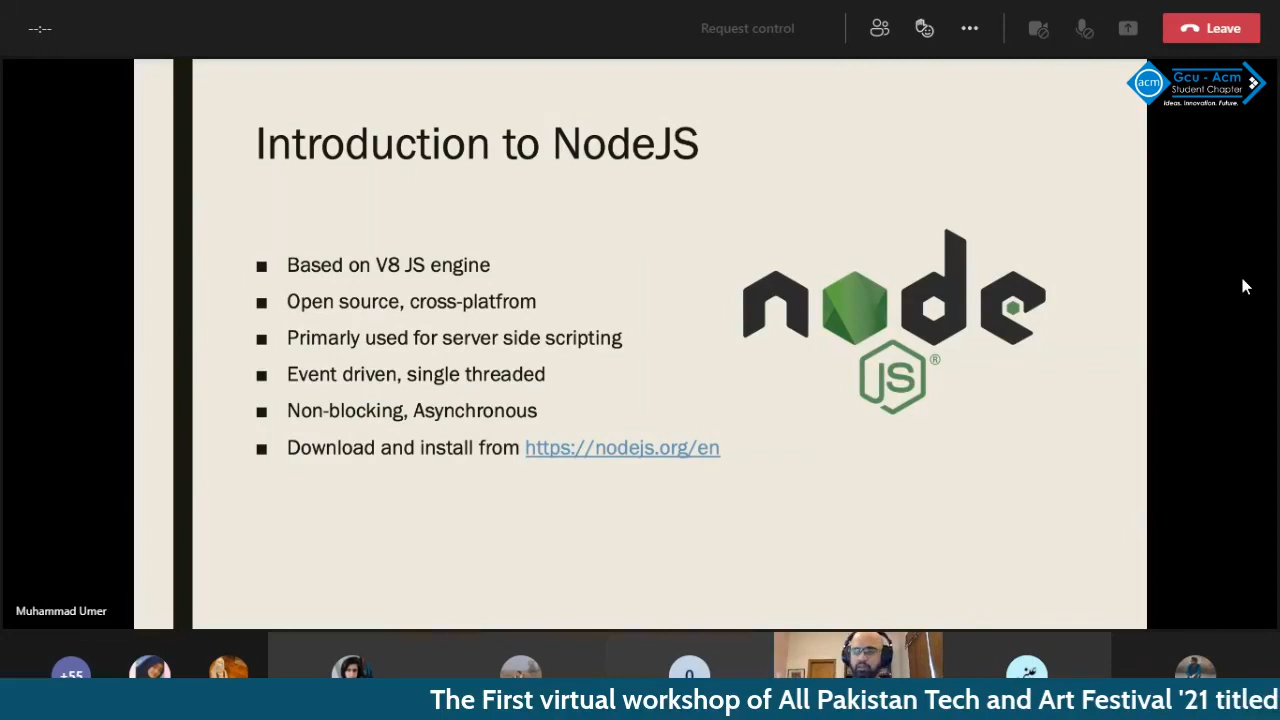 --:--
Request control
Leave
acm
Gcu - Acm
Student Chapter
Ideas. Innovation. Future.
Introduction to NodeJS
■ Based on V8 JS engine
■ Open source, cross-platfrom
■ Primarly used for server side scripting
■ Event driven, single threaded
■ Non-blocking, Asynchronous
■ Download and install from https://nodejs.org/en
node
JS®
Muhammad Umer
+55
The First virtual workshop of All Pakistan Tech and Art Festival '21 titled